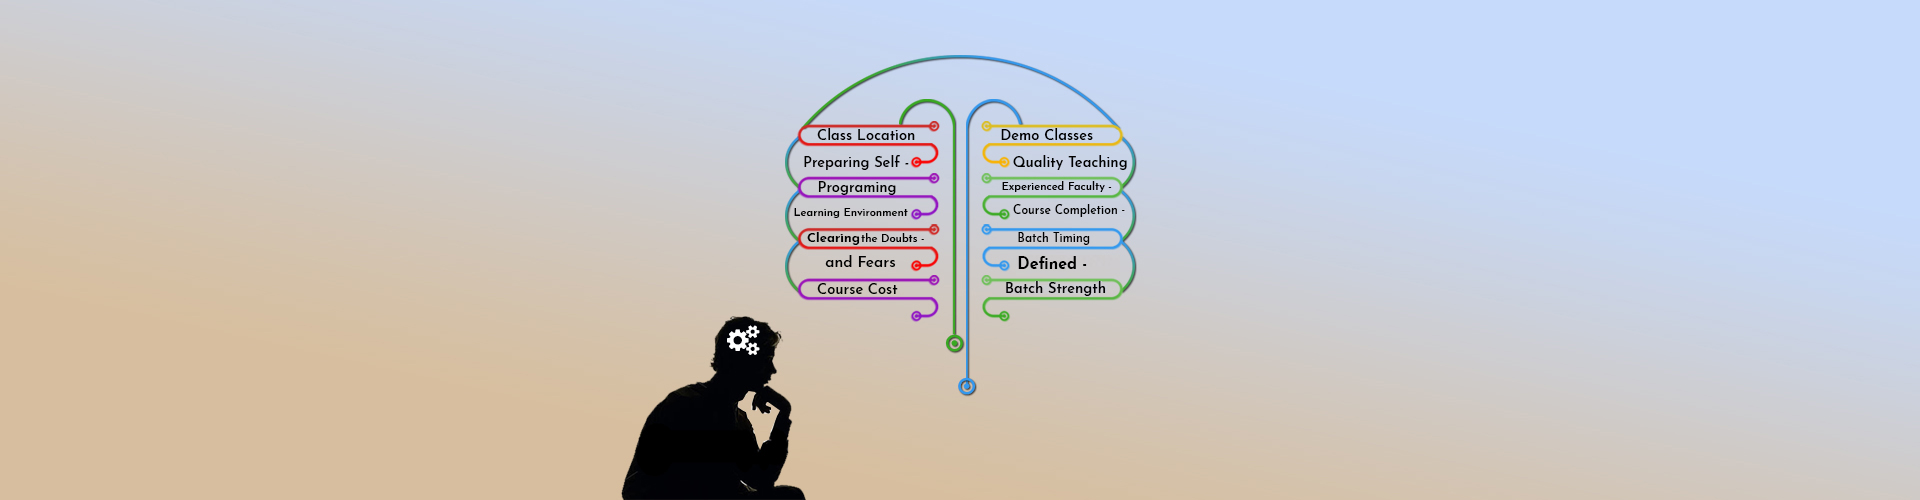 Class Location
Preparing Self -
Programing
Learning Environment
Clearing the Doubts -
and Fears
Course Cost
Demo Classes
Quality Teaching
Experienced Faculty -
Course Completion -
Batch Timing
Defined -
Batch Strength